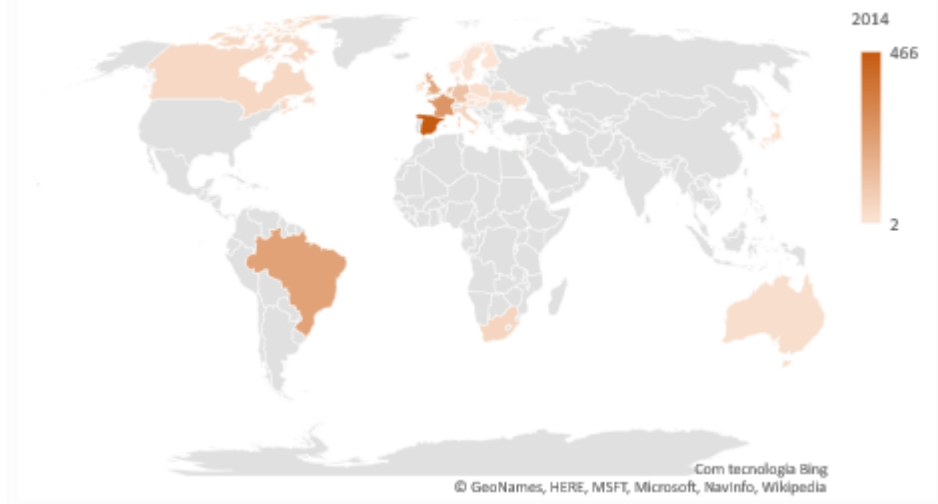 2014
466
2
Com tecnologia Bing
© GeoNames, HERE, MSFT, Microsoft, NavInfo, Wikipedia